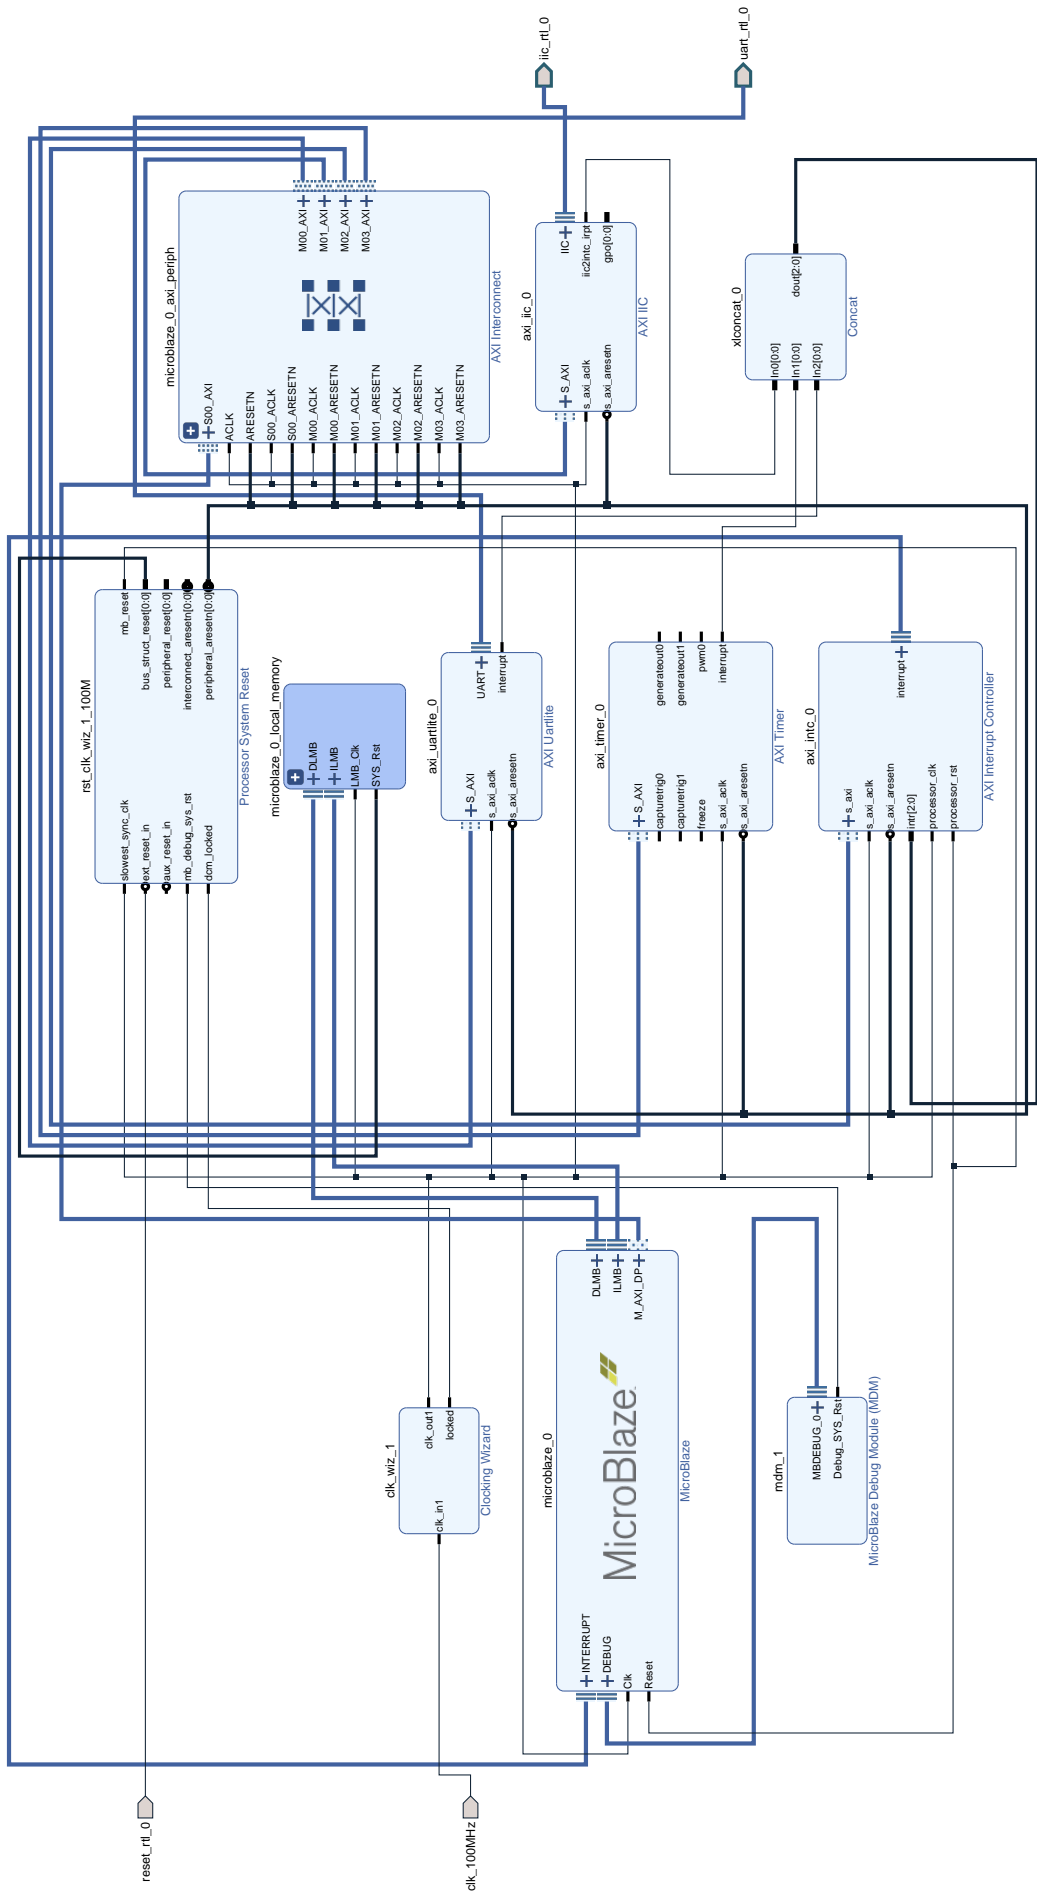 reset_rtl_0
clk_100MHz
rst_clk_wiz_1_100M
slowest_sync_clk
ext_reset_in
aux_reset_in
mb_debug_sys_rst
dcm_locked
mb_reset
bus_struct_reset[0:0]
peripheral_reset[0:0]
interconnect_aresetn[0:0]
peripheral_aresetn[0:0]
Processor System Reset
microblaze_0_axi_periph
S00_AXI
ACLK
ARESETN
S00_ACLK
S00_ARESETN
M00_ACLK
M00_ARESETN
M01_ACLK
M01_ARESETN
M02_ACLK
M02_ARESETN
M03_ACLK
M03_ARESETN
M00_AXI
M01_AXI
M02_AXI
M03_AXI
AXI Interconnect
microblaze_0_local_memory
DLMB
ILMB
LMB_Clk
SYS_Rst
clk_wiz_1
clk_in1
clk_out1
locked
Clocking Wizard
axi_uartlite_0
S_AXI
s_axi_aclk
s_axi_aresetn
UART
interrupt
AXI Uartlite
axi_iic_0
S_AXI
s_axi_aclk
s_axi_aresetn
IIC
iic2intc_irpt
gpo[0:0]
AXI IIC
iic_rtl_0
uart_rtl_0
microblaze_0
INTERRUPT
DEBUG
Clk
Reset
MicroBlaze
DLMB
ILMB
M_AXI_DP
MicroBlaze
axi_timer_0
S_AXI
capturetrig0
capturetrig1
freeze
s_axi_aclk
s_axi_aresetn
generateout0
generateout1
pwm0
interrupt
AXI Timer
xlconcat_0
In0[0:0]
In1[0:0]
In2[0:0]
dout[2:0]
Concat
mdm_1
MBDEBUG_0
Debug_SYS_Rst
MicroBlaze Debug Module (MDM)
axi_intc_0
s_axi
s_axi_aclk
s_axi_aresetn
intr[2:0]
processor_clk
processor_rst
interrupt
AXI Interrupt Controller